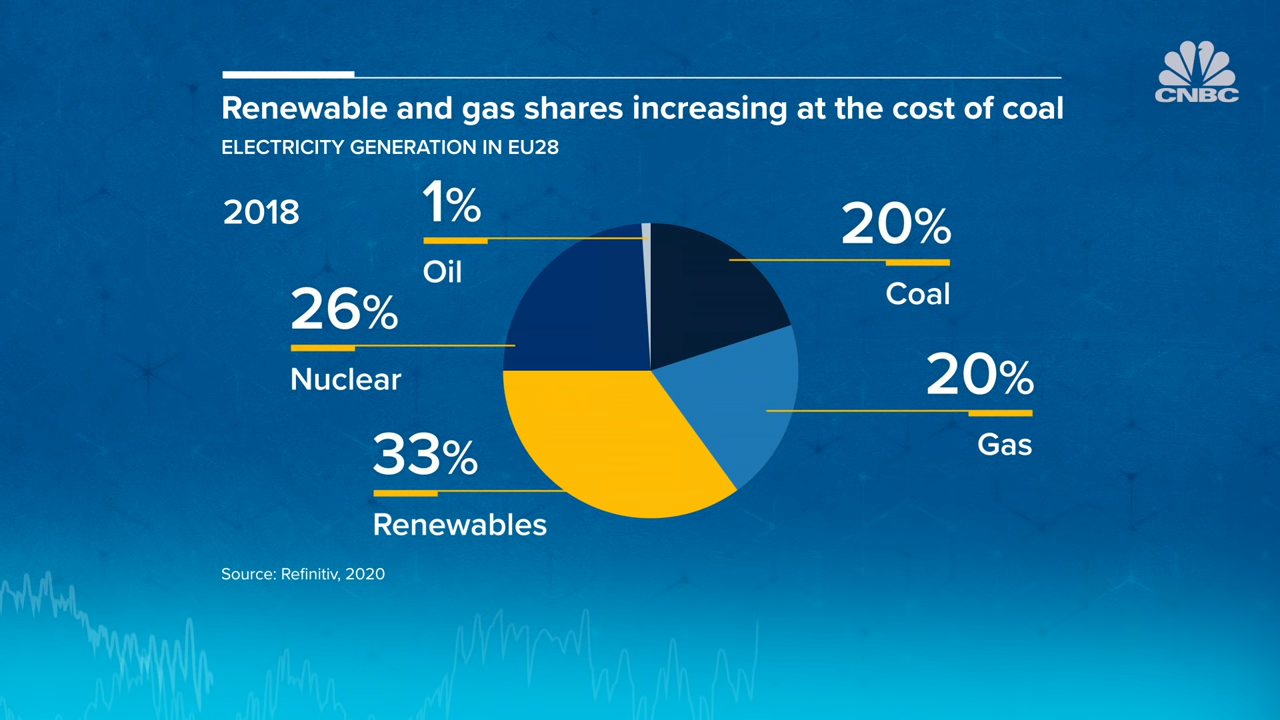 CNBC
Renewable and gas shares increasing at the cost of coal
ELECTRICITY GENERATION IN EU28
2018
1%
Oil
20%
Coal
26%
Nuclear
20%
Gas
33%
Renewables
Source: Refinitiv, 2020